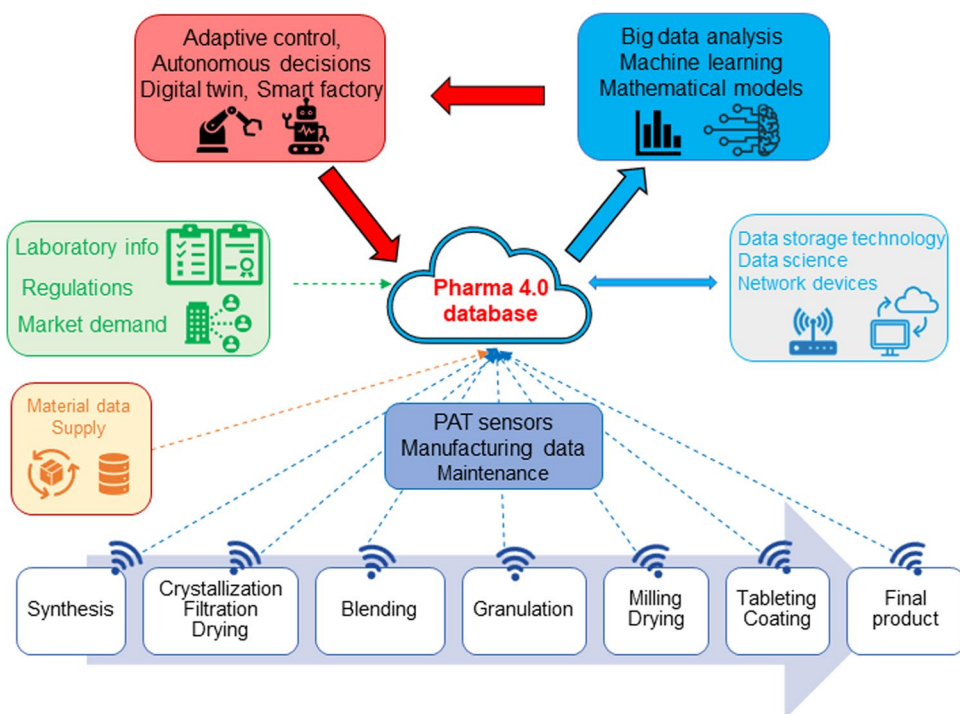 Adaptive control,
Autonomous decisions
Digital twin, Smart factory
Big data analysis
Machine learning
Mathematical models
Laboratory info
Regulations
Market demand
Pharma 4.0
database
Data storage technology
Data science
Network devices
Material data
Supply
PAT sensors
Manufacturing data
Maintenance
Synthesis
Crystallization
Filtration
Drying
Blending
Granulation
Milling
Drying
Tableting
Coating
Final
product